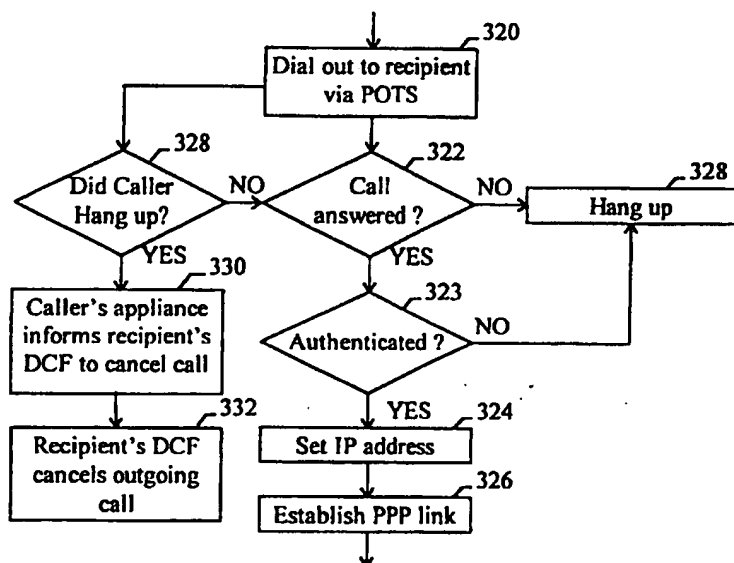 320
Dial out to recipient
via POTS
328
Did Caller
Hang up?
NO
YES
322
Call
answered ?
NO
YES
328
Hang up
330
Caller's appliance
informs recipient's
DCF to cancel call
323
Authenticated ?
NO
YES
332
Recipient's DCF
cancels outgoing
call
324
Set IP address
326
Establish PPP link